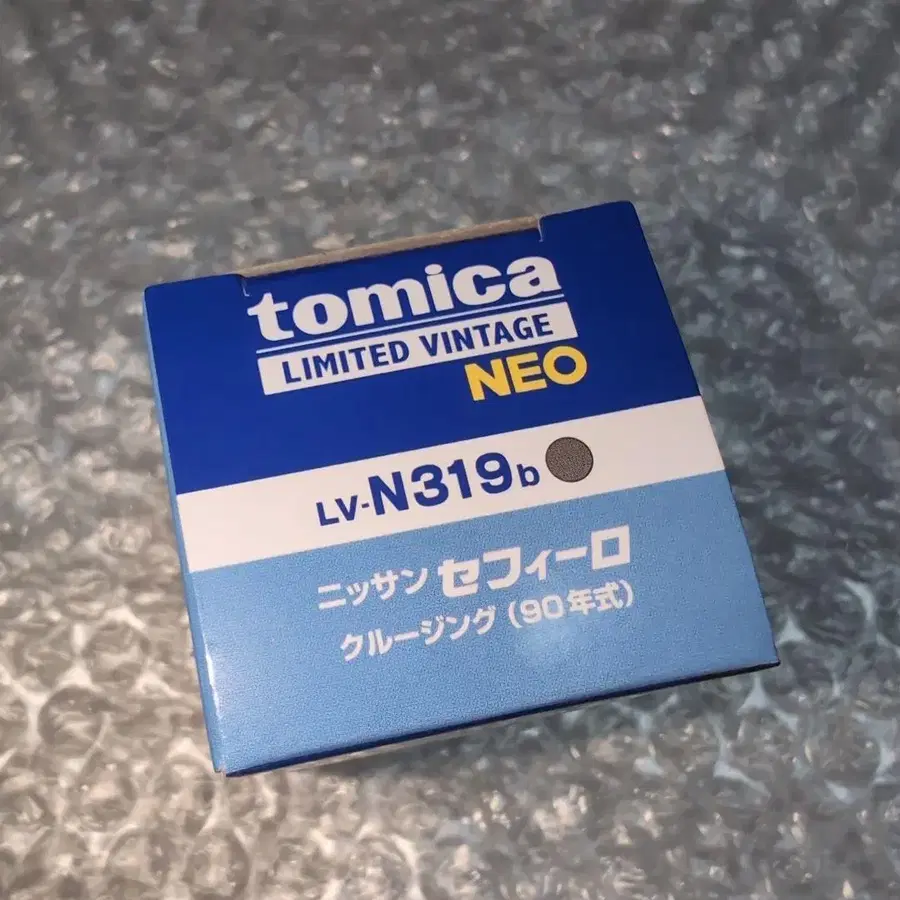 tomica
LIMITED VINTAGE
NEO
LV-N319b
ニッサン セフィーロ
クルージング (90年式)